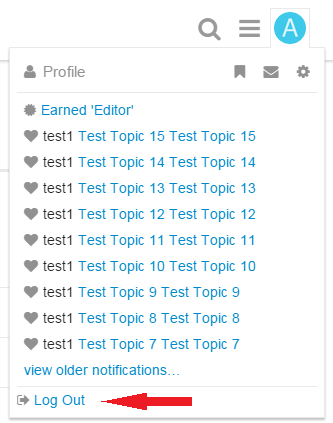 A
Profile
Earned 'Editor'
test1 Test Topic 15 Test Topic 15
test1 Test Topic 14 Test Topic 14
test1 Test Topic 13 Test Topic 13
test1 Test Topic 12 Test Topic 12
test1 Test Topic 11 Test Topic 11
test1 Test Topic 10 Test Topic 10
test1 Test Topic 9 Test Topic 9
test1 Test Topic 8 Test Topic 8
test1 Test Topic 7 Test Topic 7
view older notifications…
Log Out